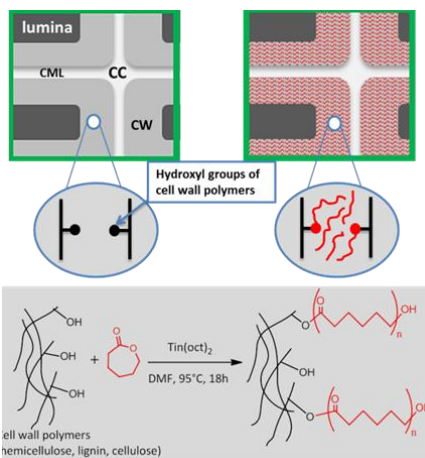 lumina
CML
CC
CW
Hydroxyl groups of
cell wall polymers
OH
OH
OH
+
O
O
Tin(oct)₂
DMF, 95°C, 18h
O
O
OH
n
OH
O
O
OH
n
ell wall polymers
hemicellulose, lignin, cellulose)